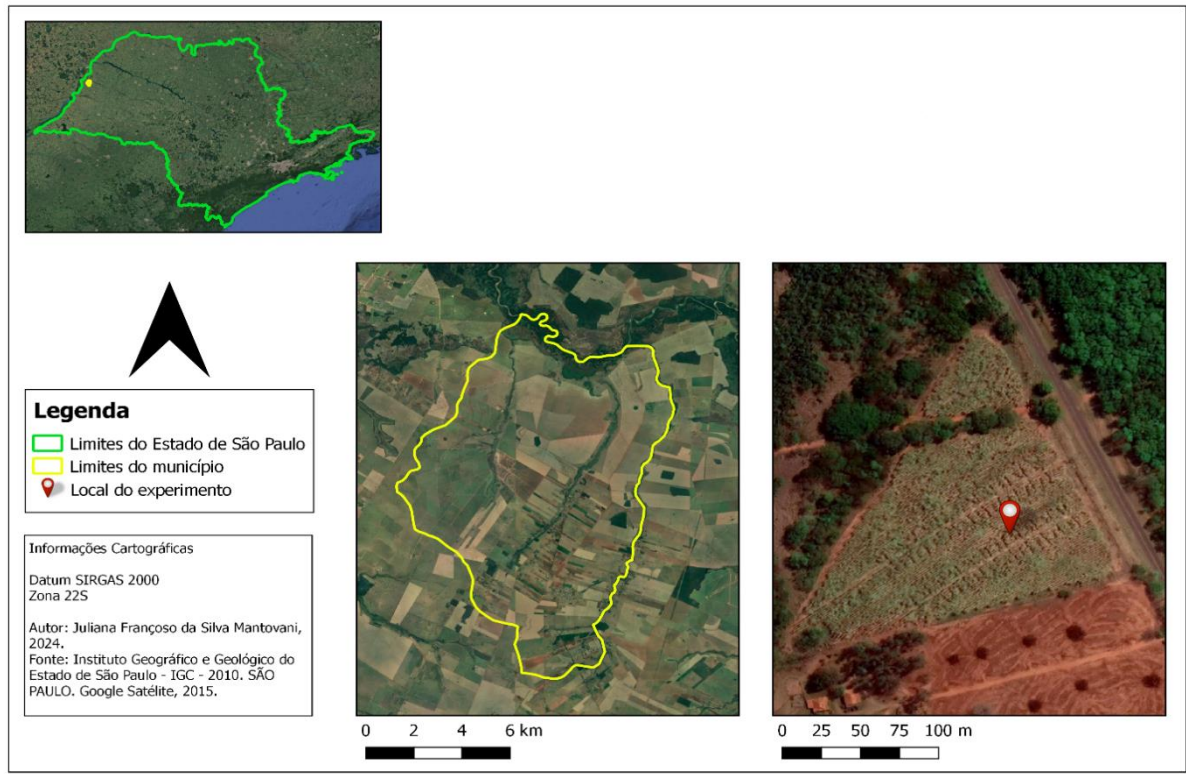 Legenda
Limites do Estado de São Paulo
Limites do município
Local do experimento
Informações Cartográficas
Datum SIRGAS 2000
Zona 22S
Autor: Juliana Françoso da Silva Mantovani,
2024.
Fonte: Instituto Geográfico e Geológico do
Estado de São Paulo - IGC - 2010. SÃO
PAULO. Google Satélite, 2015.
0 2 4 6 km
0 25 50 75 100 m